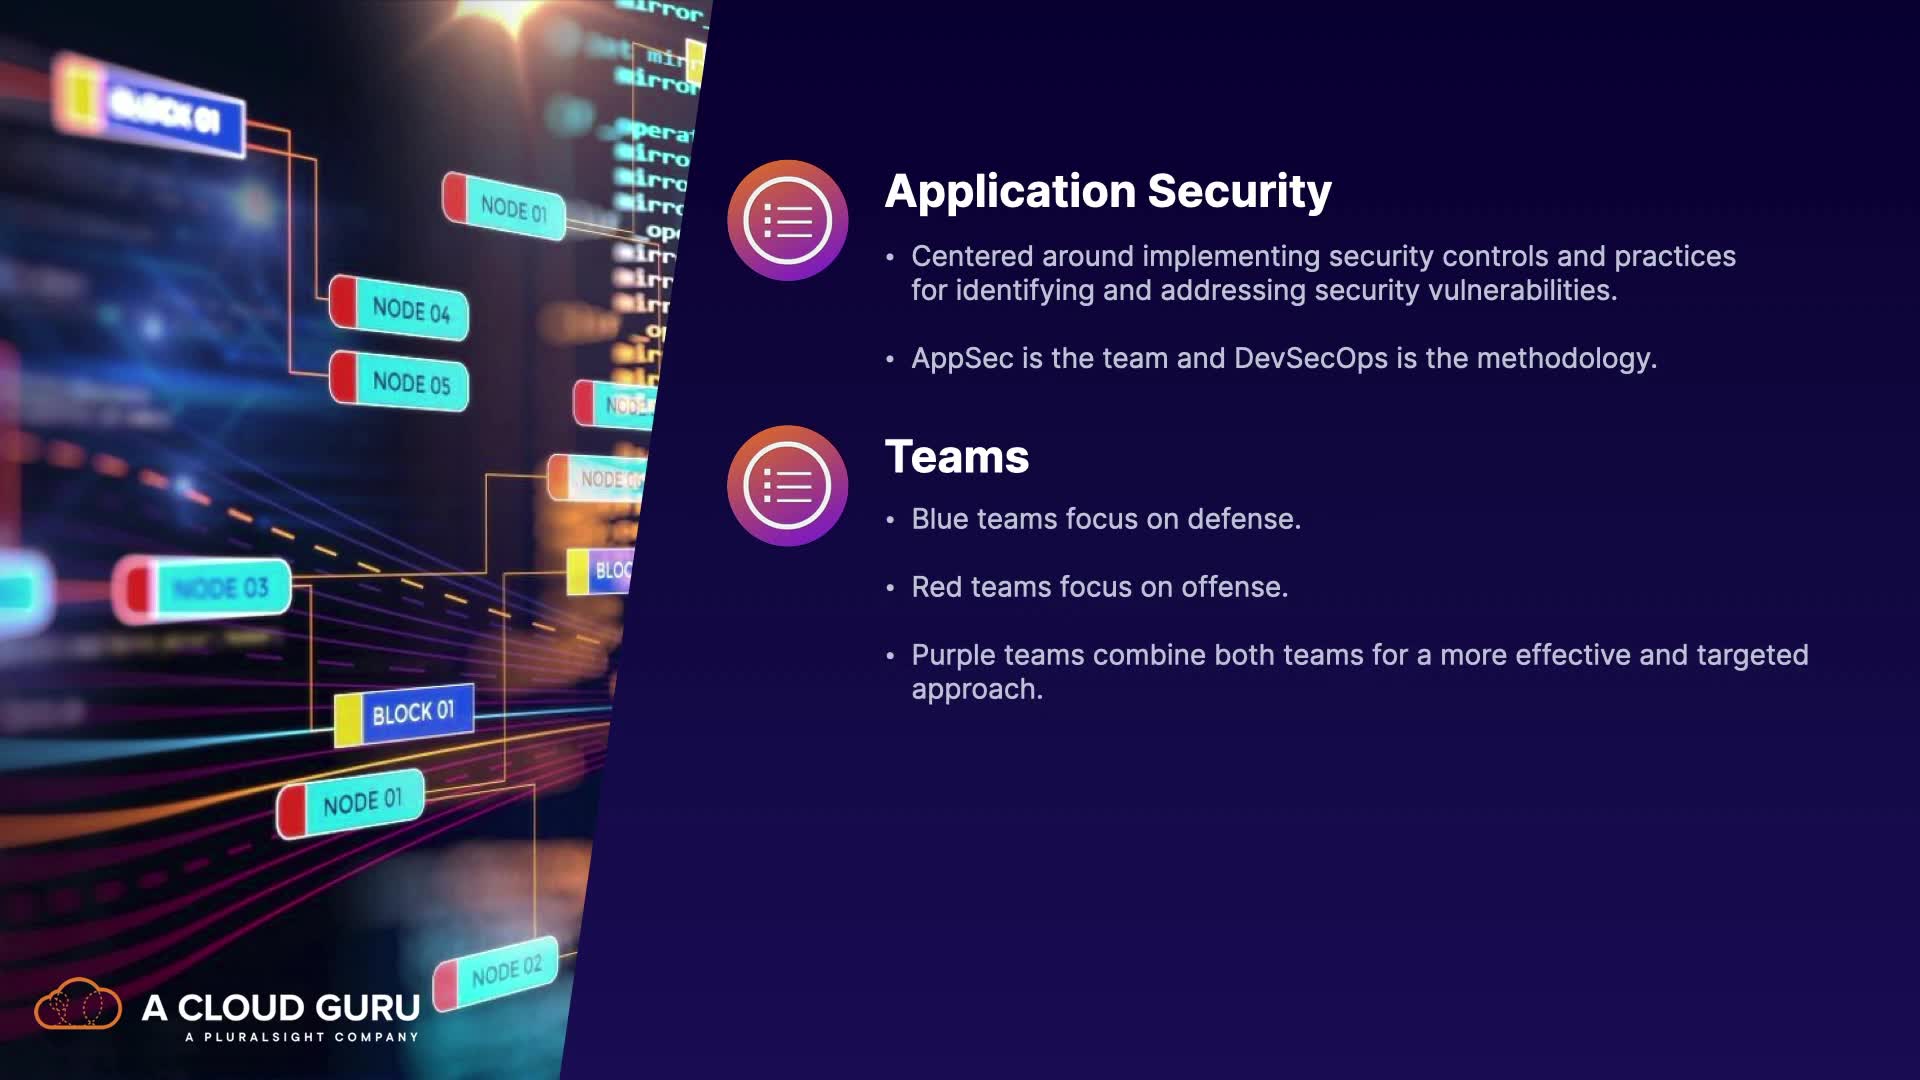 BLOCK 01
NODE 01
NODE 04
NODE 05
NODE 03
BLOCK 01
NODE 01
NODE 02
A CLOUD GURU
A PLURALSIGHT COMPANY
Application Security
• Centered around implementing security controls and practices
for identifying and addressing security vulnerabilities.
• AppSec is the team and DevSecOps is the methodology.
Teams
• Blue teams focus on defense.
• Red teams focus on offense.
• Purple teams combine both teams for a more effective and targeted
approach.